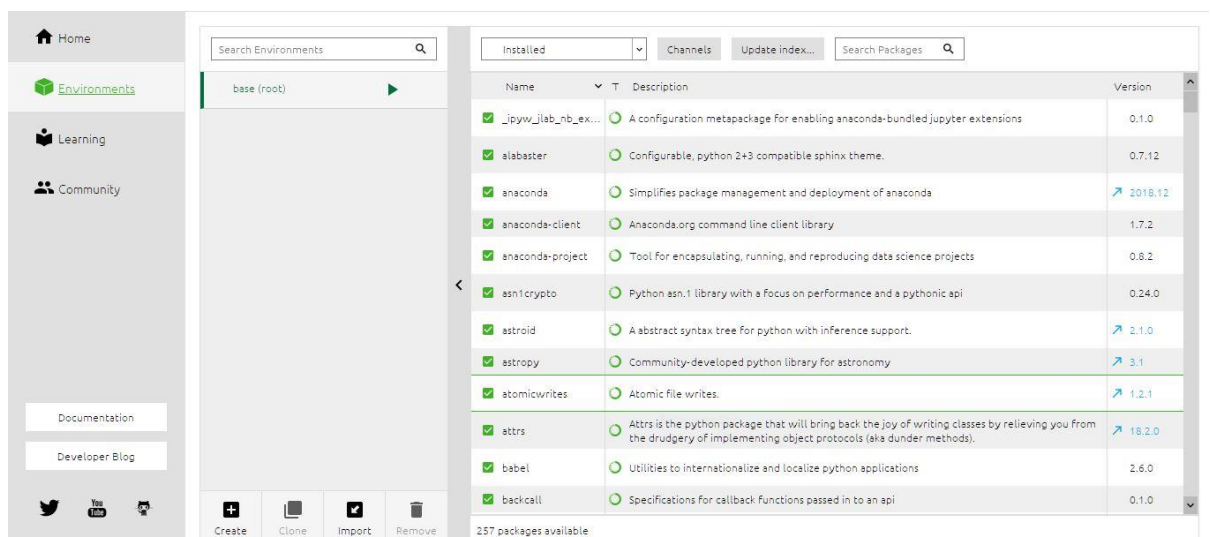 Home
Environments
Learning
Community
Documentation
Developer Blog
You
Tube
Search Environments
base (root)
Create Clone Import Remove
Installed Channels Update index... Search Packages
Name T Description Version
_ipyw_jlab_nb_ex... A configuration metapackage for enabling anaconda-bundled jupyter extensions 0.1.0
alabaster Configurable, python 2+3 compatible sphinx theme. 0.7.12
anaconda Simplifies package management and deployment of anaconda 2018.12
anaconda-client Anaconda.org command line client library 1.7.2
anaconda-project Tool for encapsulating, running, and reproducing data science projects 0.8.2
asn1crypto Python asn.1 library with a focus on performance and a pythonic api 0.24.0
astroid A abstract syntax tree for python with inference support. 2.1.0
astropy Community-developed python library for astronomy 3.1
atomicwrites Atomic file writes. 1.2.1
attrs Attrs is the python package that will bring back the joy of writing classes by relieving you from
the drudgery of implementing object protocols (aka dunder methods). 18.2.0
babel Utilities to internationalize and localize python applications 2.6.0
backcall Specifications for callback functions passed in to an api 0.1.0
257 packages available